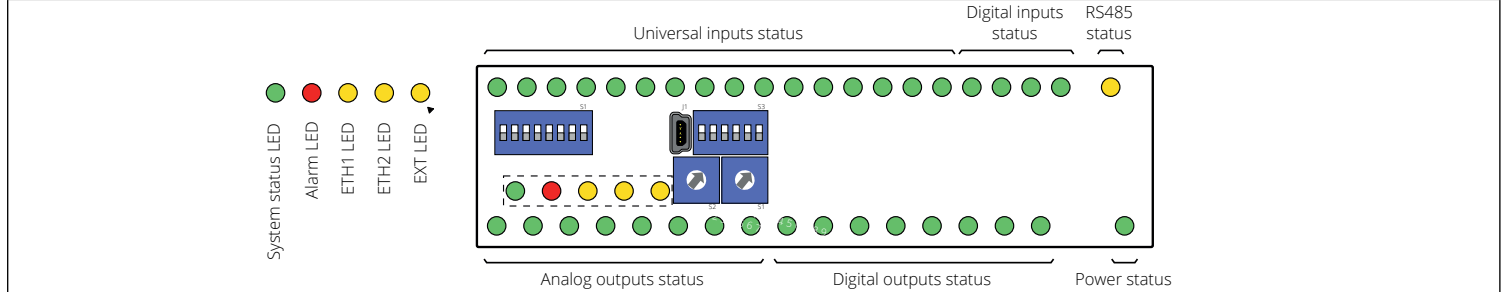 Digital inputs status
RS485 status
Universal inputs status
System status LED
Alarm LED
ETH1 LED
ETH2 LED
EXT LED
S1
J1
S3
S2
S1
Analog outputs status
Digital outputs status
Power status